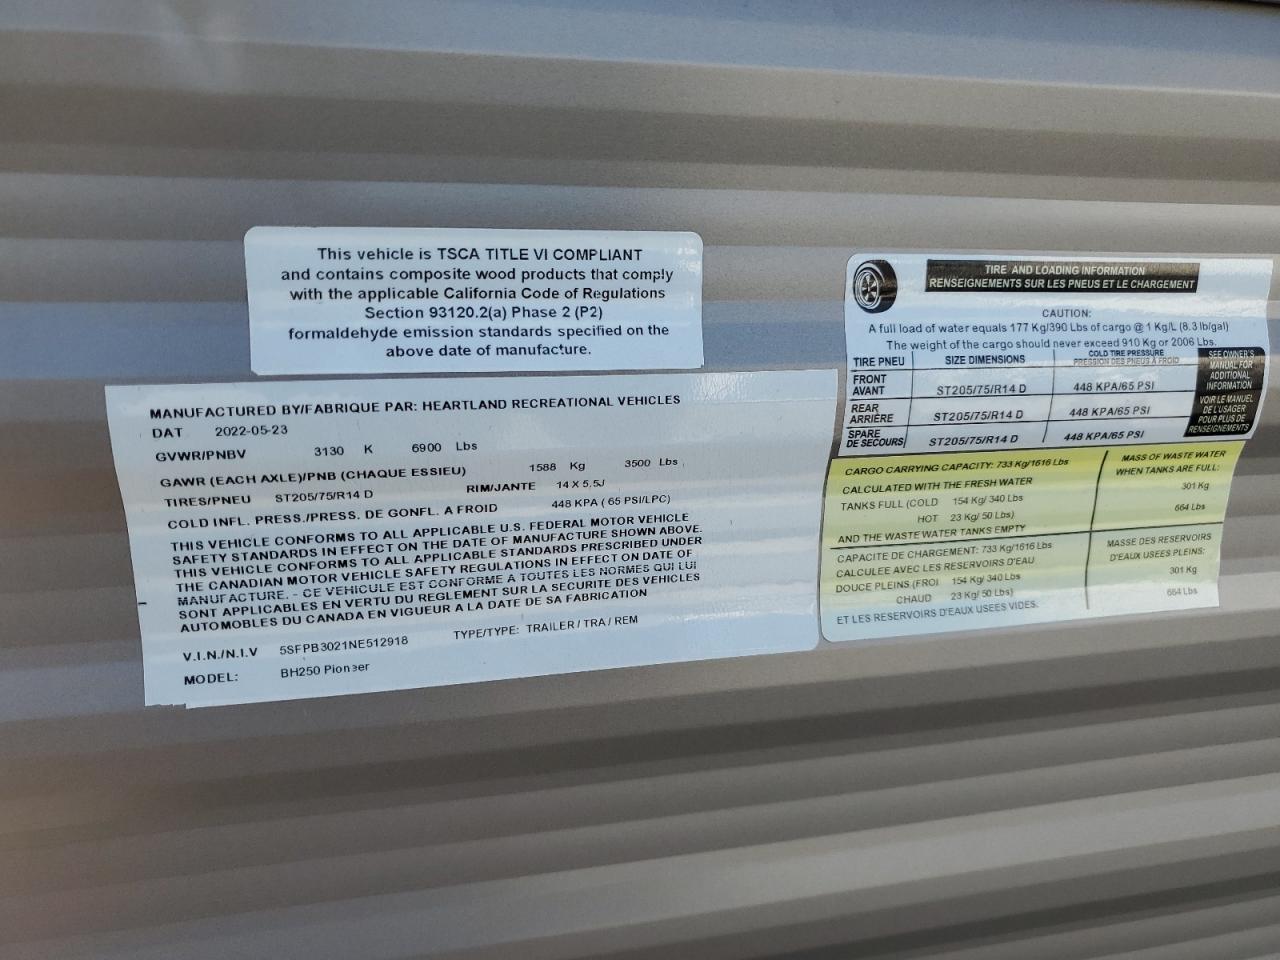 This vehicle is TSCA TITLE VI COMPLIANT
and contains composite wood products that comply
with the applicable California Code of Regulations
Section 93120.2(a) Phase 2 (P2)
formaldehyde emission standards specified on the
above date of manufacture.
MANUFACTURED BY/FABRIQUE PAR: HEARTLAND RECREATIONAL VEHICLES
DAT 2022-05-23
GVWR/PNBV 3130 K 6900 Lbs
GAWR (EACH AXLE)/PNB (CHAQUE ESSIEU) 1588 Kg 3500 Lbs
TIRES/PNEU ST205/75/R14 D RIM/JANTE 14 X 5.5J
COLD INFL. PRESS./PRESS. DE GONFL. A FROID 448 KPA ( 65 PSI/LPC)
THIS VEHICLE CONFORMS TO ALL APPLICABLE U.S. FEDERAL MOTOR VEHICLE
SAFETY STANDARDS IN EFFECT ON THE DATE OF MANUFACTURE SHOWN ABOVE.
THIS VEHICLE CONFORMS TO ALL APPLICABLE STANDARDS PRESCRIBED UNDER
THE CANADIAN MOTOR VEHICLE SAFETY REGULATIONS IN EFFECT ON DATE OF
MANUFACTURE. - CE VEHICULE EST CONFORME A TOUTES LES NORMES QUI LUI
SONT APPLICABLES EN VERTU DU REGLEMENT SUR LA SECURITE DES VEHICLES
AUTOMOBILES DU CANADA EN VIGUEUR A LA DATE DE SA FABRICATION
V.I.N./N.I.V 5SFPB3021NE512918 TYPE/TYPE: TRAILER / TRA / REM
MODEL: BH250 Pioneer
TIRE AND LOADING INFORMATION
RENSEIGNEMENTS SUR LES PNEUS ET LE CHARGEMENT
CAUTION:
A full load of water equals 177 Kg/390 Lbs of cargo @ 1 Kg/L (8.3 lb/gal)
The weight of the cargo should never exceed 910 Kg or 2006 Lbs.
TIRE PNEU SIZE DIMENSIONS COLD TIRE PRESSURE
PRESSION DES PNEUS À FROID
FRONT
AVANT ST205/75/R14 D 448 KPA/65 PSI
REAR
ARRIÈRE ST205/75/R14 D 448 KPA/65 PSI
SPARE
DE SECOURS ST205/75/R14 D 448 KPA/65 PSI
SEE OWNER'S
MANUAL FOR
ADDITIONAL
INFORMATION
VOIR LE MANUEL
DE L'USAGER
POUR PLUS DE
RENSEIGNEMENTS
CARGO CARRYING CAPACITY: 733 Kg/1616 Lbs
CALCULATED WITH THE FRESH WATER
TANKS FULL (COLD 154 Kg/ 340 Lbs
HOT 23 Kg/ 50 Lbs)
AND THE WASTE WATER TANKS EMPTY
MASS OF WASTE WATER
WHEN TANKS ARE FULL:
301 Kg
664 Lbs
CAPACITE DE CHARGEMENT: 733 Kg/1616 Lbs
CALCULEE AVEC LES RESERVOIRS D'EAU
DOUCE PLEINS (FROI 154 Kg/ 340 Lbs
CHAUD 23 Kg/ 50 Lbs)
ET LES RESERVOIRS D'EAUX USEES VIDES.
MASSE DES RESERVOIRS
D'EAUX USEES PLEINS:
301 Kg
664 Lbs